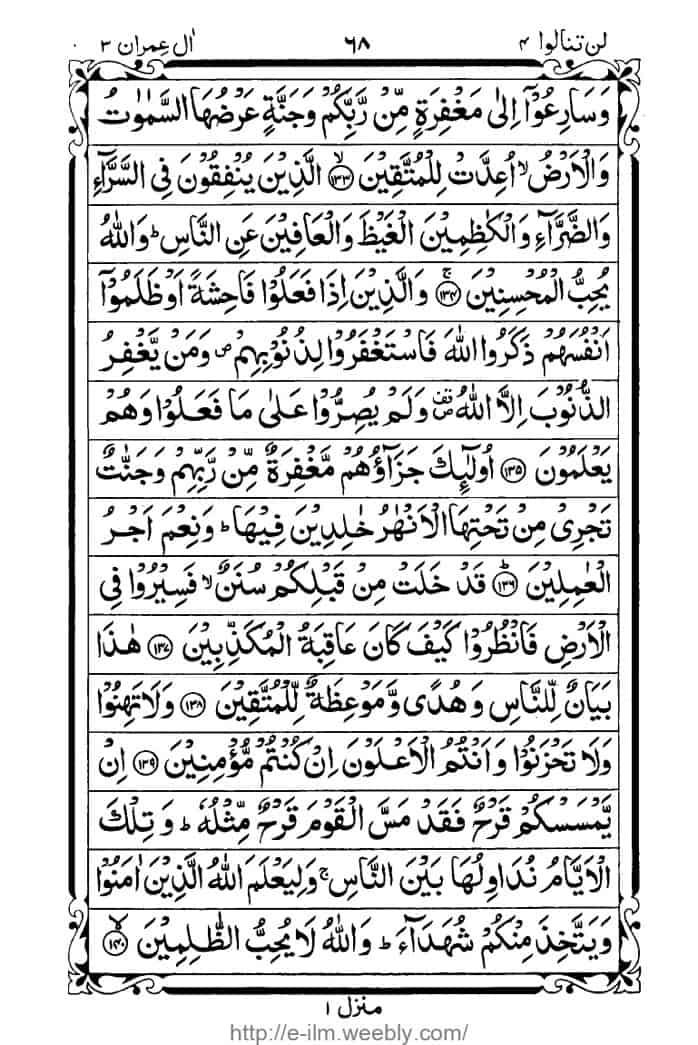 لن تنالوا ۴ ٦٨ اٰل عمران ۳
وَسَارِعُوْۤا اِلٰى مَغْفِرَةٍ مِّنْ رَّبِّكُمْ وَجَنَّةٍ عَرْضُهَا السَّمٰوٰتُ
وَالْاَرْضُ ۙ اُعِدَّتْ لِلْمُتَّقِيْنَ ۙ﴿۱۳۳﴾ الَّذِيْنَ يُنْفِقُوْنَ فِى السَّرَّآءِ
وَالضَّرَّآءِ وَالْكٰظِمِيْنَ الْغَيْظَ وَالْعَافِيْنَ عَنِ النَّاسِ ؕ وَاللّٰهُ
يُحِبُّ الْمُحْسِنِيْنَ ۚ﴿۱۳۴﴾ وَالَّذِيْنَ اِذَا فَعَلُوْا فَاحِشَةً اَوْ ظَلَمُوْۤا
اَنْفُسَهُمْ ذَكَرُوا اللّٰهَ فَاسْتَغْفَرُوْا لِذُنُوْبِهِمْ ۪ وَمَنْ يَّغْفِرُ
الذُّنُوْبَ اِلَّا اللّٰهُ ۪۫ وَلَمْ يُصِرُّوْا عَلٰى مَا فَعَلُوْا وَهُمْ
يَعْلَمُوْنَ ﴿۱۳۵﴾ اُولٰٓئِكَ جَزَآؤُهُمْ مَّغْفِرَةٌ مِّنْ رَّبِّهِمْ وَجَنّٰتٌ
تَجْرِىْ مِنْ تَحْتِهَا الْاَنْهٰرُ خٰلِدِيْنَ فِيْهَا ؕ وَنِعْمَ اَجْرُ
الْعٰمِلِيْنَ ؕ﴿۱۳۶﴾ قَدْ خَلَتْ مِنْ قَبْلِكُمْ سُنَنٌ ۙ فَسِيْرُوْا فِى
الْاَرْضِ فَانْظُرُوْا كَيْفَ كَانَ عَاقِبَةُ الْمُكَذِّبِيْنَ ﴿۱۳۷﴾ هٰذَا
بَيَانٌ لِّلنَّاسِ وَهُدًى وَّمَوْعِظَةٌ لِّلْمُتَّقِيْنَ ﴿۱۳۸﴾ وَلَا تَهِنُوْا
وَلَا تَحْزَنُوْا وَاَنْتُمُ الْاَعْلَوْنَ اِنْ كُنْتُمْ مُّؤْمِنِيْنَ ﴿۱۳۹﴾ اِنْ
يَّمْسَسْكُمْ قَرْحٌ فَقَدْ مَسَّ الْقَوْمَ قَرْحٌ مِّثْلُهٗ ؕ وَتِلْكَ
الْاَيَّامُ نُدَاوِلُهَا بَيْنَ النَّاسِ ۚ وَلِيَعْلَمَ اللّٰهُ الَّذِيْنَ اٰمَنُوْا
وَيَتَّخِذَ مِنْكُمْ شُهَدَآءَ ؕ وَاللّٰهُ لَا يُحِبُّ الظّٰلِمِيْنَ ۙ﴿۱۴۰﴾
منزل ۱
http://e-ilm.weebly.com/